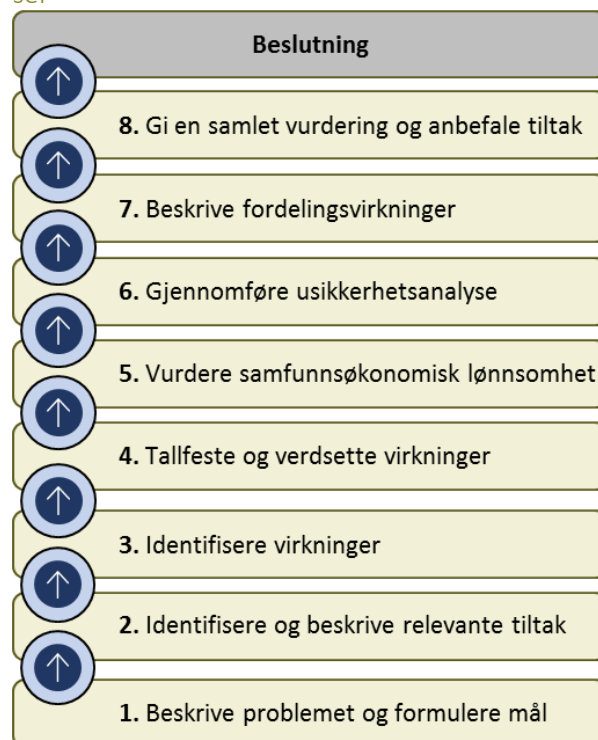 Beslutning
8. Gi en samlet vurdering og anbefale tiltak
7. Beskrive fordelingsvirkninger
6. Gjennomføre usikkerhetsanalyse
5. Vurdere samfunnsøkonomisk lønnsomhet
4. Tallfeste og verdsette virkninger
3. Identifisere virkninger
2. Identifisere og beskrive relevante tiltak
1. Beskrive problemet og formulere mål